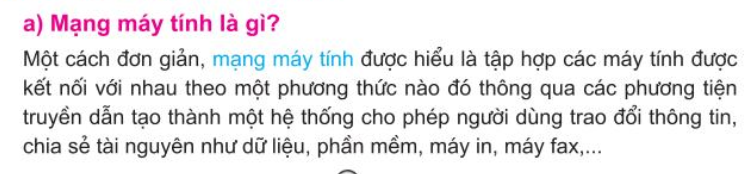 a) Mạng máy tính là gì?
Một cách đơn giản, mạng máy tính được hiểu là tập hợp các máy tính được
kết nối với nhau theo một phương thức nào đó thông qua các phương tiện
truyền dẫn tạo thành một hệ thống cho phép người dùng trao đổi thông tin,
chia sẻ tài nguyên như dữ liệu, phần mềm, máy in, máy fax,...